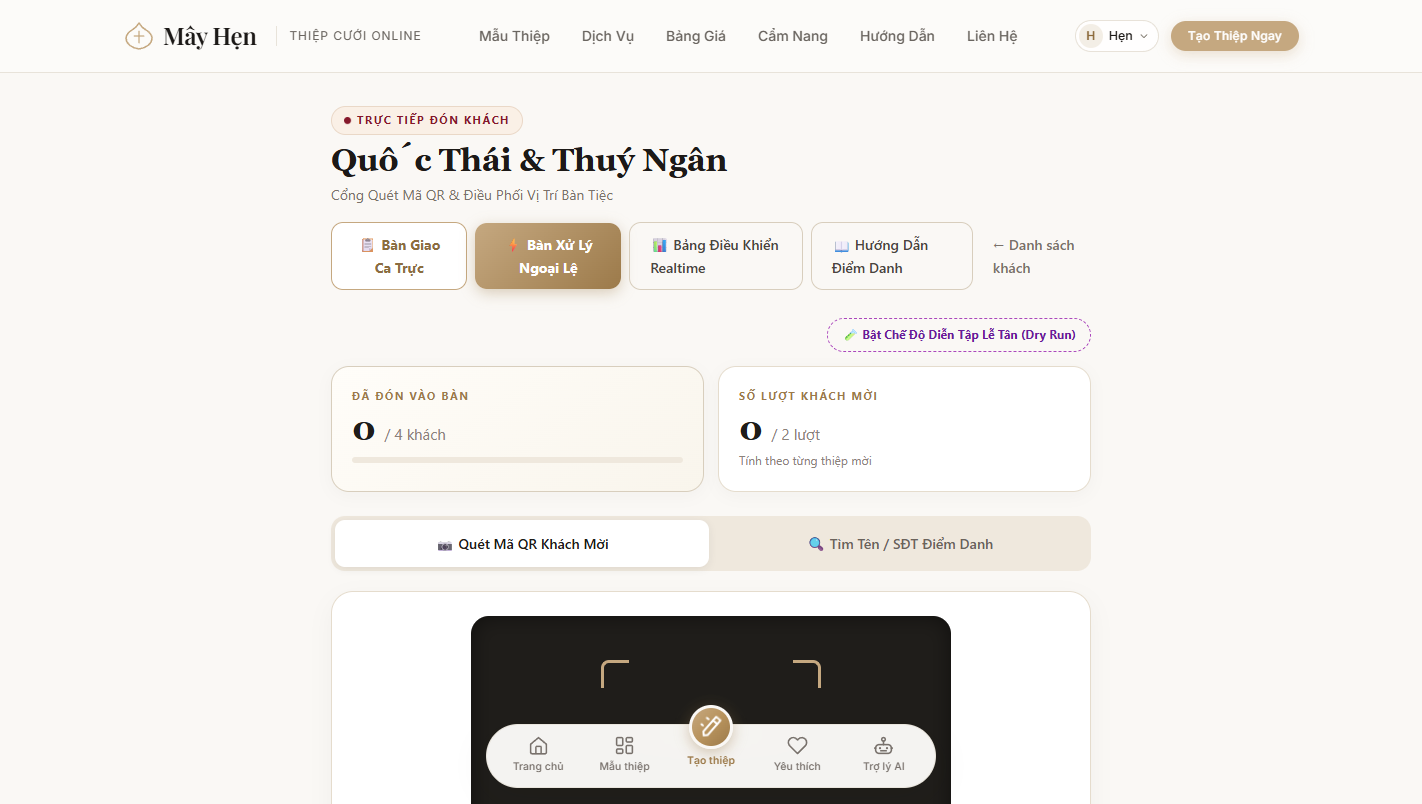 Mây Hẹn
THIỆP CƯỚI ONLINE
Mẫu Thiệp
Dịch Vụ
Bảng Giá
Cẩm Nang
Hướng Dẫn
Liên Hệ
H
Hẹn
Tạo Thiệp Ngay
TRỰC TIẾP ĐÓN KHÁCH
Quốc Thái & Thuý Ngân
Cổng Quét Mã QR & Điều Phối Vị Trí Bàn Tiệc
Bàn Giao
Ca Trực
Bàn Xử Lý
Ngoại Lệ
Bảng Điều Khiển
Realtime
Hướng Dẫn
Điểm Danh
← Danh sách
khách
Bật Chế Độ Diễn Tập Lễ Tân (Dry Run)
ĐÃ ĐÓN VÀO BÀN
0 / 4 khách
SỐ LƯỢT KHÁCH MỜI
0 / 2 lượt
Tính theo từng thiệp mời
Quét Mã QR Khách Mời
Tìm Tên / SĐT Điểm Danh
Trang chủ
Mẫu thiệp
Tạo thiệp
Yêu thích
Trợ lý AI